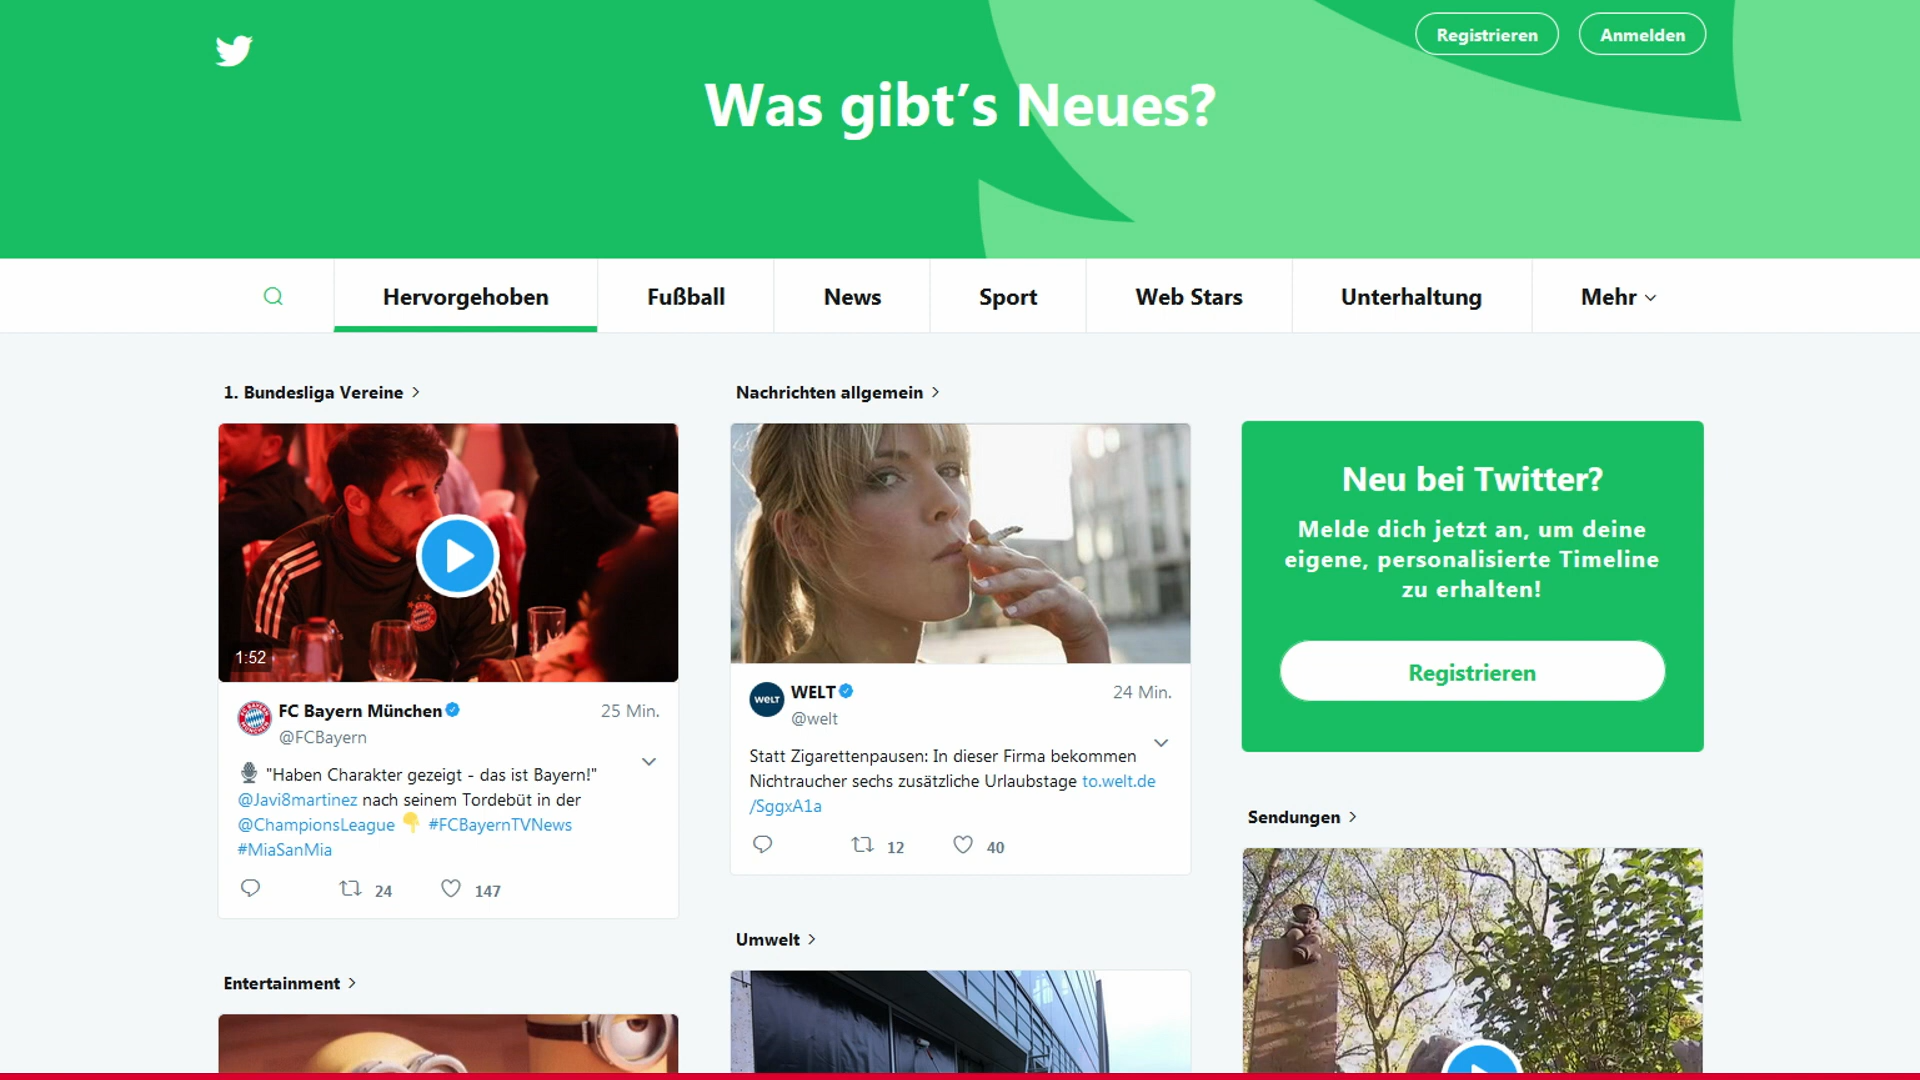 Registrieren
Anmelden
Was gibt’s Neues?
Hervorgehoben
Fußball
News
Sport
Web Stars
Unterhaltung
Mehr
1. Bundesliga Vereine
1:52
FC Bayern München
25 Min.
@FCBayern
"Haben Charakter gezeigt - das ist Bayern!"
@Javi8martinez nach seinem Tordebüt in der
@ChampionsLeague #FCBayernTVNews
#MiaSanMia
24
147
Entertainment
Nachrichten allgemein
WELT
WELT
24 Min.
@welt
Statt Zigarettenpausen: In dieser Firma bekommen
Nichtraucher sechs zusätzliche Urlaubstage to.welt.de
/SggxA1a
12
40
Umwelt
Neu bei Twitter?
Melde dich jetzt an, um deine
eigene, personalisierte Timeline
zu erhalten!
Registrieren
Sendungen